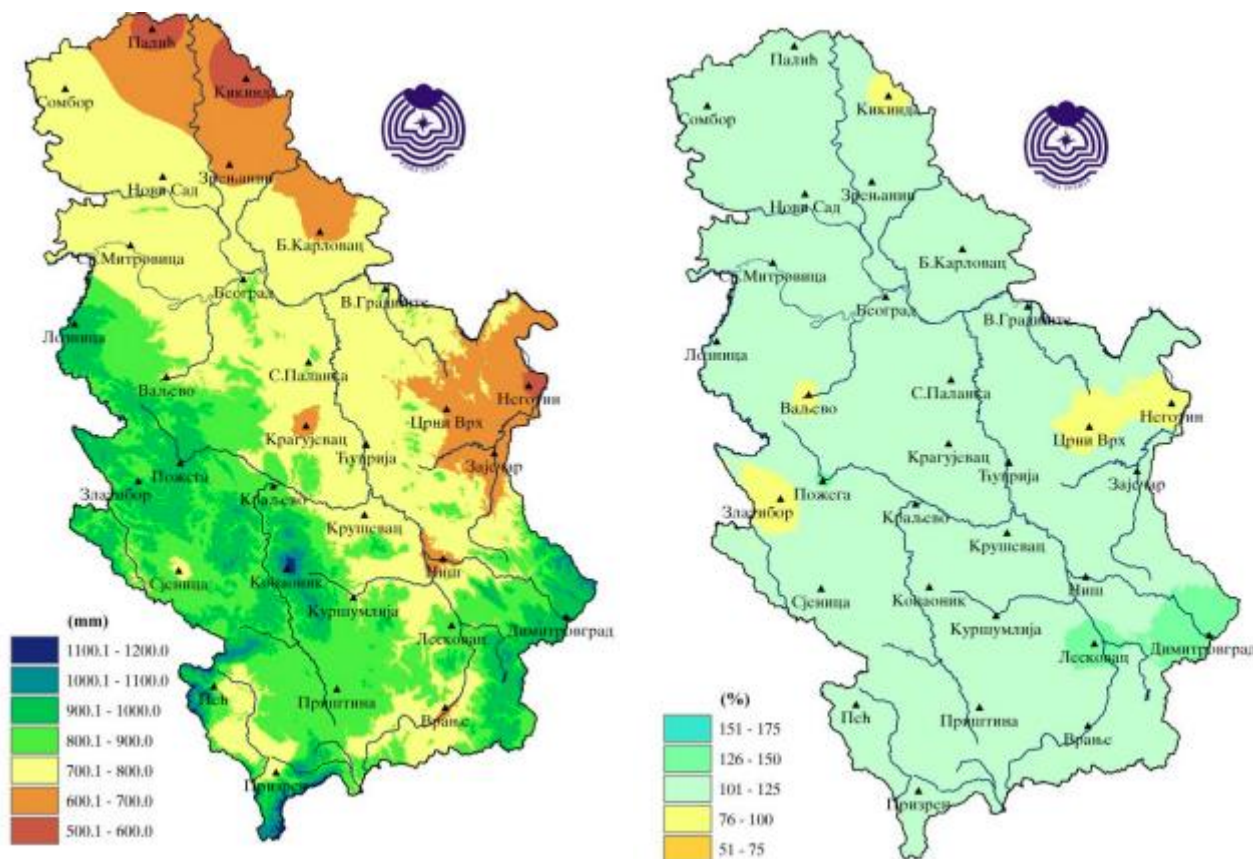 Палић
Кикинда
Сомбор
Зрењанин
Нови Сад
Б.Карловац
Ср.Митровица
Београд
В.Градиште
Лозница
Ваљево
С.Паланка
Неготин
Црни Врх
Крагујевац
Ћуприја
Зајечар
Пожега
Златибор
Краљево
Крушевац
Ниш
Сјеница
Копаоник
Куршумлија
Лесковац
Димитровград
Пећ
Приштина
Врање
Призрен
(mm)
1100.1 - 1200.0
1000.1 - 1100.0
900.1 - 1000.0
800.1 - 900.0
700.1 - 800.0
600.1 - 700.0
500.1 - 600.0
Палић
Кикинда
Сомбор
Зрењанин
Нови Сад
Б.Карловац
Ср.Митровица
Београд
В.Градиште
Лозница
Ваљево
С.Паланка
Неготин
Црни Врх
Крагујевац
Ћуприја
Зајечар
Пожега
Златибор
Краљево
Крушевац
Ниш
Сјеница
Копаоник
Куршумлија
Лесковац
Димитровград
Пећ
Приштина
Врање
Призрен
(%)
151 - 175
126 - 150
101 - 125
76 - 100
51 - 75